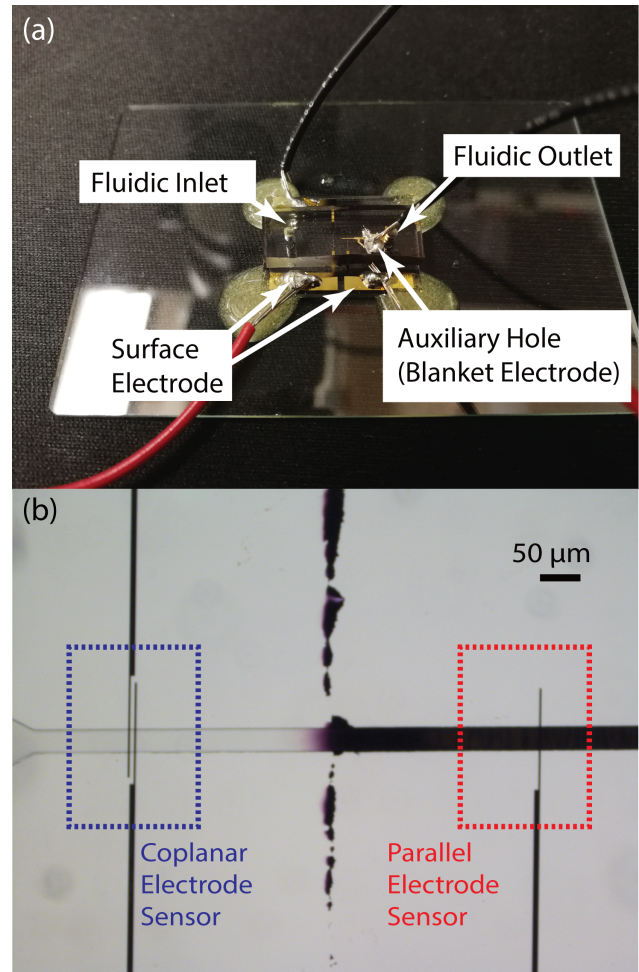 (a)
Fluidic Inlet
Fluidic Outlet
Surface
Electrode
Auxiliary Hole
(Blanket Electrode)
(b)
50 μm
Coplanar
Electrode
Sensor
Parallel
Electrode
Sensor